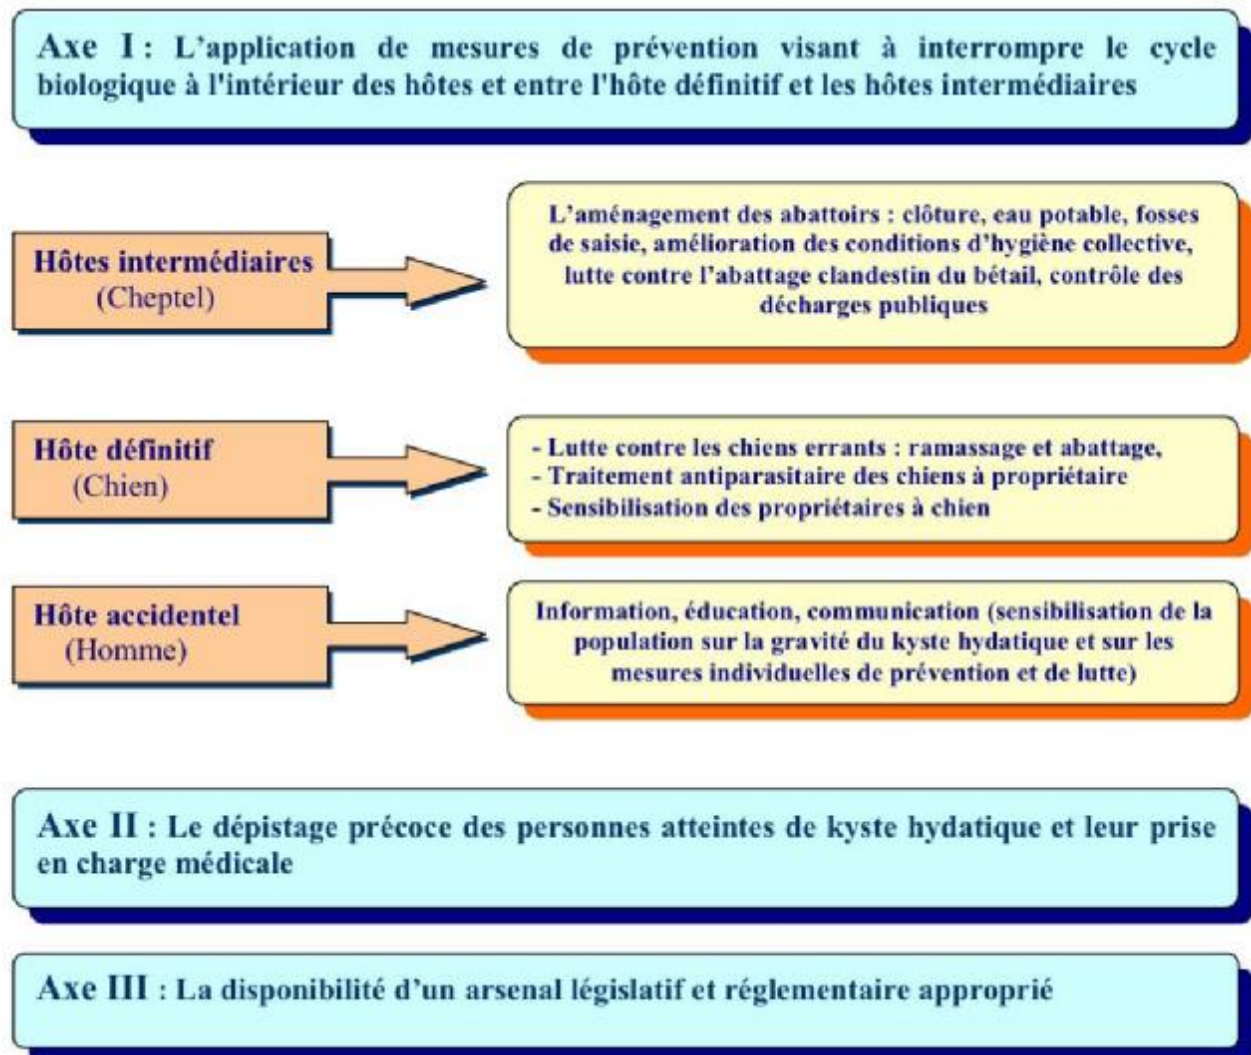 Axe I : L’application de mesures de prévention visant à interrompre le cycle
biologique à l'intérieur des hôtes et entre l'hôte définitif et les hôtes intermédiaires
Hôtes intermédiaires
(Cheptel)
L’aménagement des abattoirs : clôture, eau potable, fosses
de saisie, amélioration des conditions d’hygiène collective,
lutte contre l’abattage clandestin du bétail, contrôle des
décharges publiques
Hôte définitif
(Chien)
- Lutte contre les chiens errants : ramassage et abattage,
- Traitement antiparasitaire des chiens à propriétaire
- Sensibilisation des propriétaires à chien
Hôte accidentel
(Homme)
Information, éducation, communication (sensibilisation de la
population sur la gravité du kyste hydatique et sur les
mesures individuelles de prévention et de lutte)
Axe II : Le dépistage précoce des personnes atteintes de kyste hydatique et leur prise
en charge médicale
Axe III : La disponibilité d’un arsenal législatif et réglementaire approprié